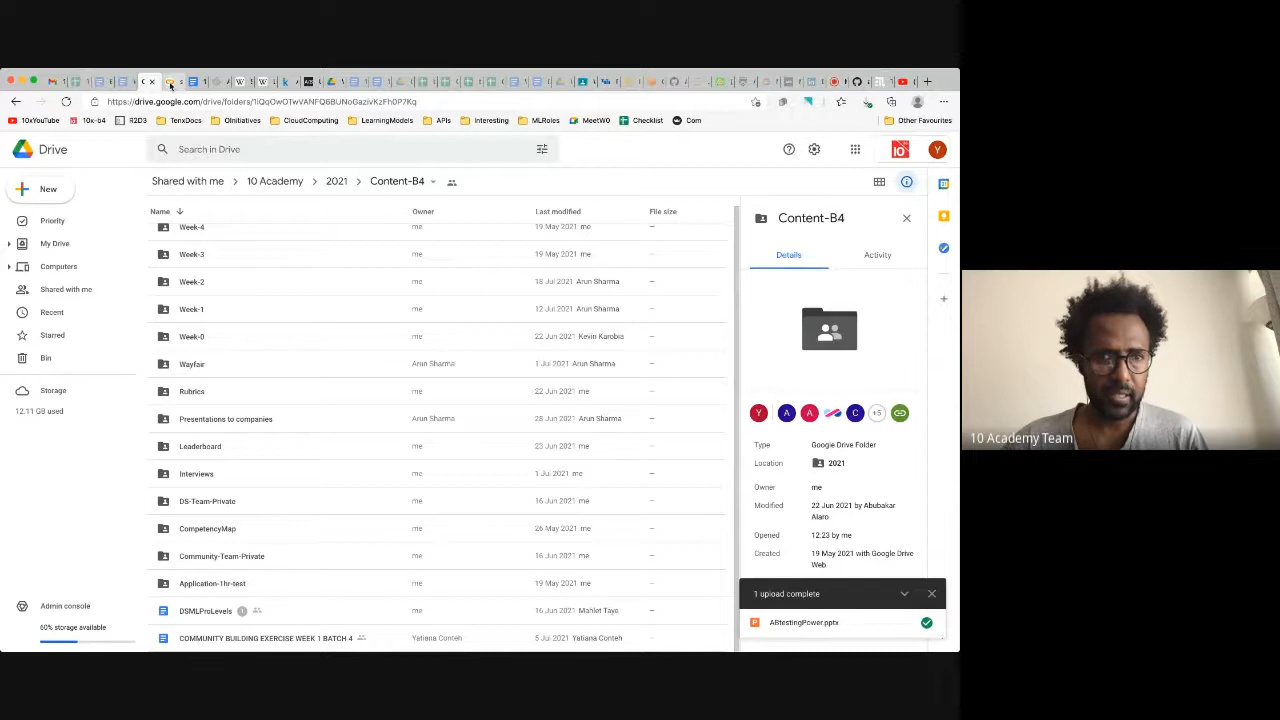 https://drive.google.com/drive/folders/1iQqOwOTwVANFQ6BUNoGazivKzFh0P7Kq
10xYouTube
10x-b4
R2D3
TenxDocs
QInitiatives
CloudComputing
LearningModels
APIs
Interesting
MLRoles
MeetW0
Checklist
Com
Other Favourites
Drive
Search in Drive
10
Y
New
Shared with me
10 Academy
2021
Content-B4
Priority
My Drive
Computers
Shared with me
Recent
Starred
Bin
Storage
12.11 GB used
Admin console
60% storage available
Name Owner Last modified File size
Week-4 me 19 May 2021 me –
Week-3 me 19 May 2021 me –
Week-2 me 18 Jul 2021 Arun Sharma –
Week-1 me 12 Jul 2021 Arun Sharma –
Week-0 me 22 Jun 2021 Kevin Karobia –
Wayfair Arun Sharma 1 Jul 2021 Arun Sharma –
Rubrics me 22 Jun 2021 me –
Presentations to companies Arun Sharma 28 Jun 2021 Arun Sharma –
Leaderboard me 23 Jun 2021 me –
Interviews me 1 Jul 2021 me –
DS-Team-Private me 16 Jun 2021 me –
CompetencyMap me 26 May 2021 me –
Community-Team-Private me 16 Jun 2021 me –
Application-1hr-test me 19 May 2021 me –
DSMLProLevels 1 me 16 Jun 2021 Mahlet Taye –
COMMUNITY BUILDING EXERCISE WEEK 1 BATCH 4 Yatiana Conteh 5 Jul 2021 Yatiana Conteh –
Content-B4
Details Activity
Y A A C +5
Type Google Drive Folder
Location 2021
Owner me
Modified 22 Jun 2021 by Abubakar
Alaro
Opened 12:23 by me
Created 19 May 2021 with Google Drive
Web
1 upload complete
ABtestingPower.pptx
10 Academy Team